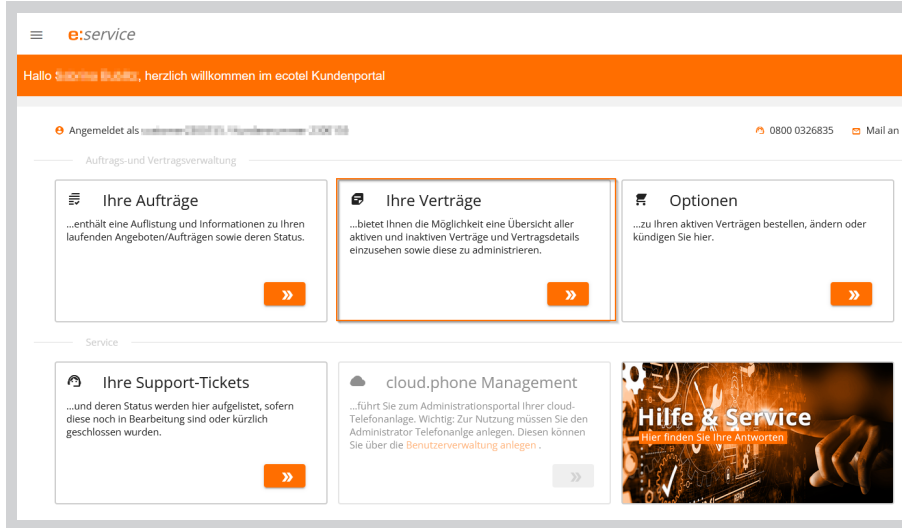 e:service
Hallo , herzlich willkommen im ecotel Kundenportal
Angemeldet als
0800 0326835
Mail an
Auftrags-und Vertragsverwaltung
Ihre Aufträge
...enthält eine Auflistung und Informationen zu Ihren
laufenden Angeboten/Aufträgen sowie deren Status.
Ihre Verträge
...bietet Ihnen die Möglichkeit eine Übersicht aller
aktiven und inaktiven Verträge und Vertragsdetails
einzusehen sowie diese zu administrieren.
Optionen
...zu Ihren aktiven Verträgen bestellen, ändern oder
kündigen Sie hier.
Service
Ihre Support-Tickets
...und deren Status werden hier aufgelistet, sofern
diese noch in Bearbeitung sind oder kürzlich
geschlossen wurden.
cloud.phone Management
...führt Sie zum Administrationsportal Ihrer cloud-
Telefonanlage. Wichtig: Zur Nutzung müssen Sie den
Administrator Telefonanlge anlegen. Diesen können
Sie über die Benutzerverwaltung anlegen .
Hilfe & Service
Hier finden Sie Ihre Antworten